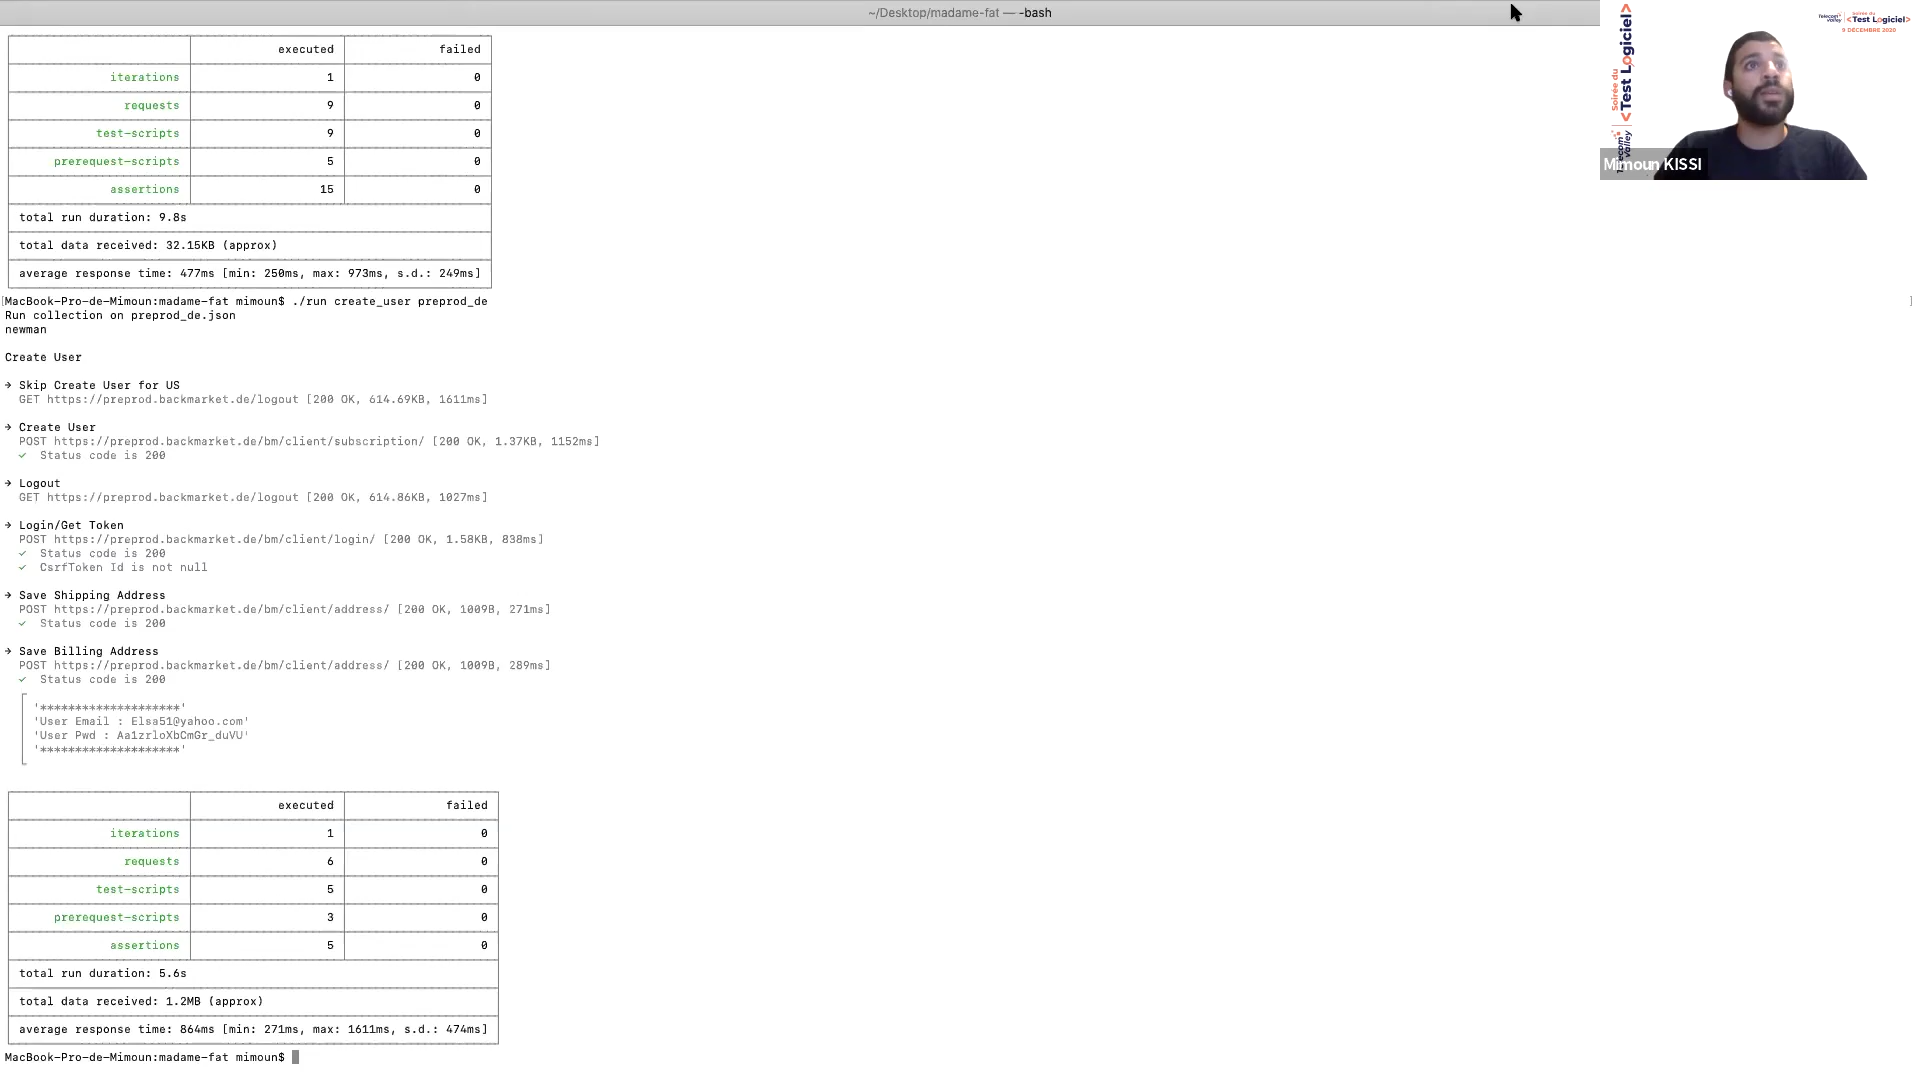 ~/Desktop/madame-fat — -bash
executed failed
iterations 1 0
requests 9 0
test-scripts 9 0
prerequest-scripts 5 0
assertions 15 0
total run duration: 9.8s
total data received: 32.15KB (approx)
average response time: 477ms [min: 250ms, max: 973ms, s.d.: 249ms]
[MacBook-Pro-de-Mimoun:madame-fat mimoun$ ./run create_user preprod_de ]
Run collection on preprod_de.json
newman
Create User
→ Skip Create User for US
GET https://preprod.backmarket.de/logout [200 OK, 614.69KB, 1611ms]
→ Create User
POST https://preprod.backmarket.de/bm/client/subscription/ [200 OK, 1.37KB, 1152ms]
✓ Status code is 200
→ Logout
GET https://preprod.backmarket.de/logout [200 OK, 614.86KB, 1027ms]
→ Login/Get Token
POST https://preprod.backmarket.de/bm/client/login/ [200 OK, 1.58KB, 838ms]
✓ Status code is 200
✓ CsrfToken Id is not null
→ Save Shipping Address
POST https://preprod.backmarket.de/bm/client/address/ [200 OK, 1009B, 271ms]
✓ Status code is 200
→ Save Billing Address
POST https://preprod.backmarket.de/bm/client/address/ [200 OK, 1009B, 289ms]
✓ Status code is 200
'********************'
'User Email : Elsa51@yahoo.com'
'User Pwd : Aa1zrloXbCmGr_duVU'
'********************'
executed failed
iterations 1 0
requests 6 0
test-scripts 5 0
prerequest-scripts 3 0
assertions 5 0
total run duration: 5.6s
total data received: 1.2MB (approx)
average response time: 864ms [min: 271ms, max: 1611ms, s.d.: 474ms]
MacBook-Pro-de-Mimoun:madame-fat mimoun$
Soirée du
<Test Logiciel>
Telecom Valley
Soirée du
<Test Logiciel>
9 DÉCEMBRE 2020
Mimoun KISSI